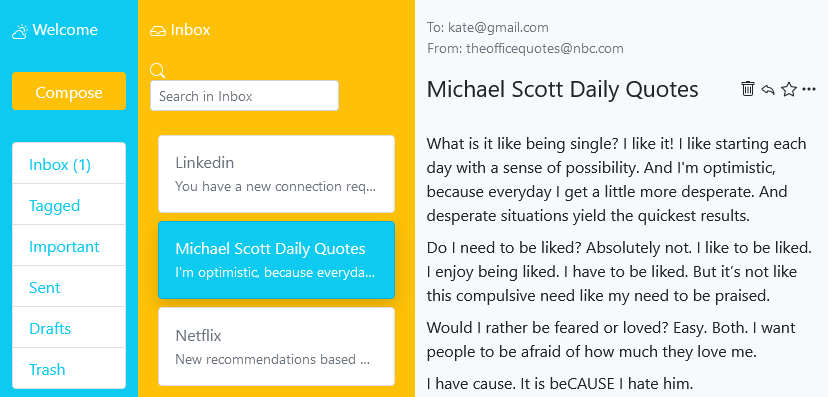 Welcome
Compose
Inbox (1)
Tagged
Important
Sent
Drafts
Trash
Inbox
Search in Inbox
Linkedin
You have a new connection req...
Michael Scott Daily Quotes
I'm optimistic, because everyda...
Netflix
New recommendations based ...
To: kate@gmail.com
From: theofficequotes@nbc.com
Michael Scott Daily Quotes
What is it like being single? I like it! I like starting each
day with a sense of possibility. And I'm optimistic,
because everyday I get a little more desperate. And
desperate situations yield the quickest results.
Do I need to be liked? Absolutely not. I like to be liked.
I enjoy being liked. I have to be liked. But it’s not like
this compulsive need like my need to be praised.
Would I rather be feared or loved? Easy. Both. I want
people to be afraid of how much they love me.
I have cause. It is beCAUSE I hate him.